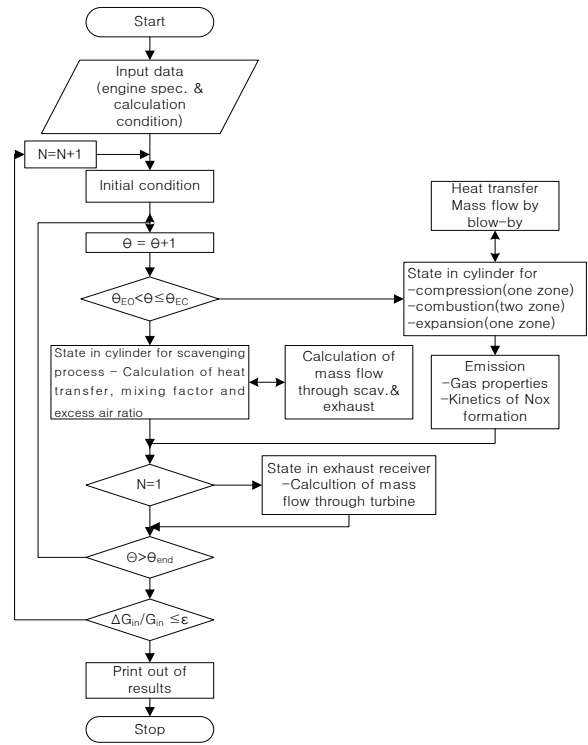 Start
Input data
(engine spec. &
calculation
condition)
N=N+1
Initial condition
Heat transfer
Mass flow by
blow-by
θ = θ+1
θEO<θ≤θEC
State in cylinder for
-compression(one zone)
-combustion(two zone)
-expansion(one zone)
State in cylinder for scavenging
process - Calculation of heat
transfer, mixing factor and
excess air ratio
Calculation of
mass flow
through scav.&
exhaust
Emission
-Gas properties
-Kinetics of Nox
formation
N=1
State in exhaust receiver
-Calcultion of mass
flow through turbine
Θ>θend
ΔGin/Gin ≤ε
Print out of
results
Stop